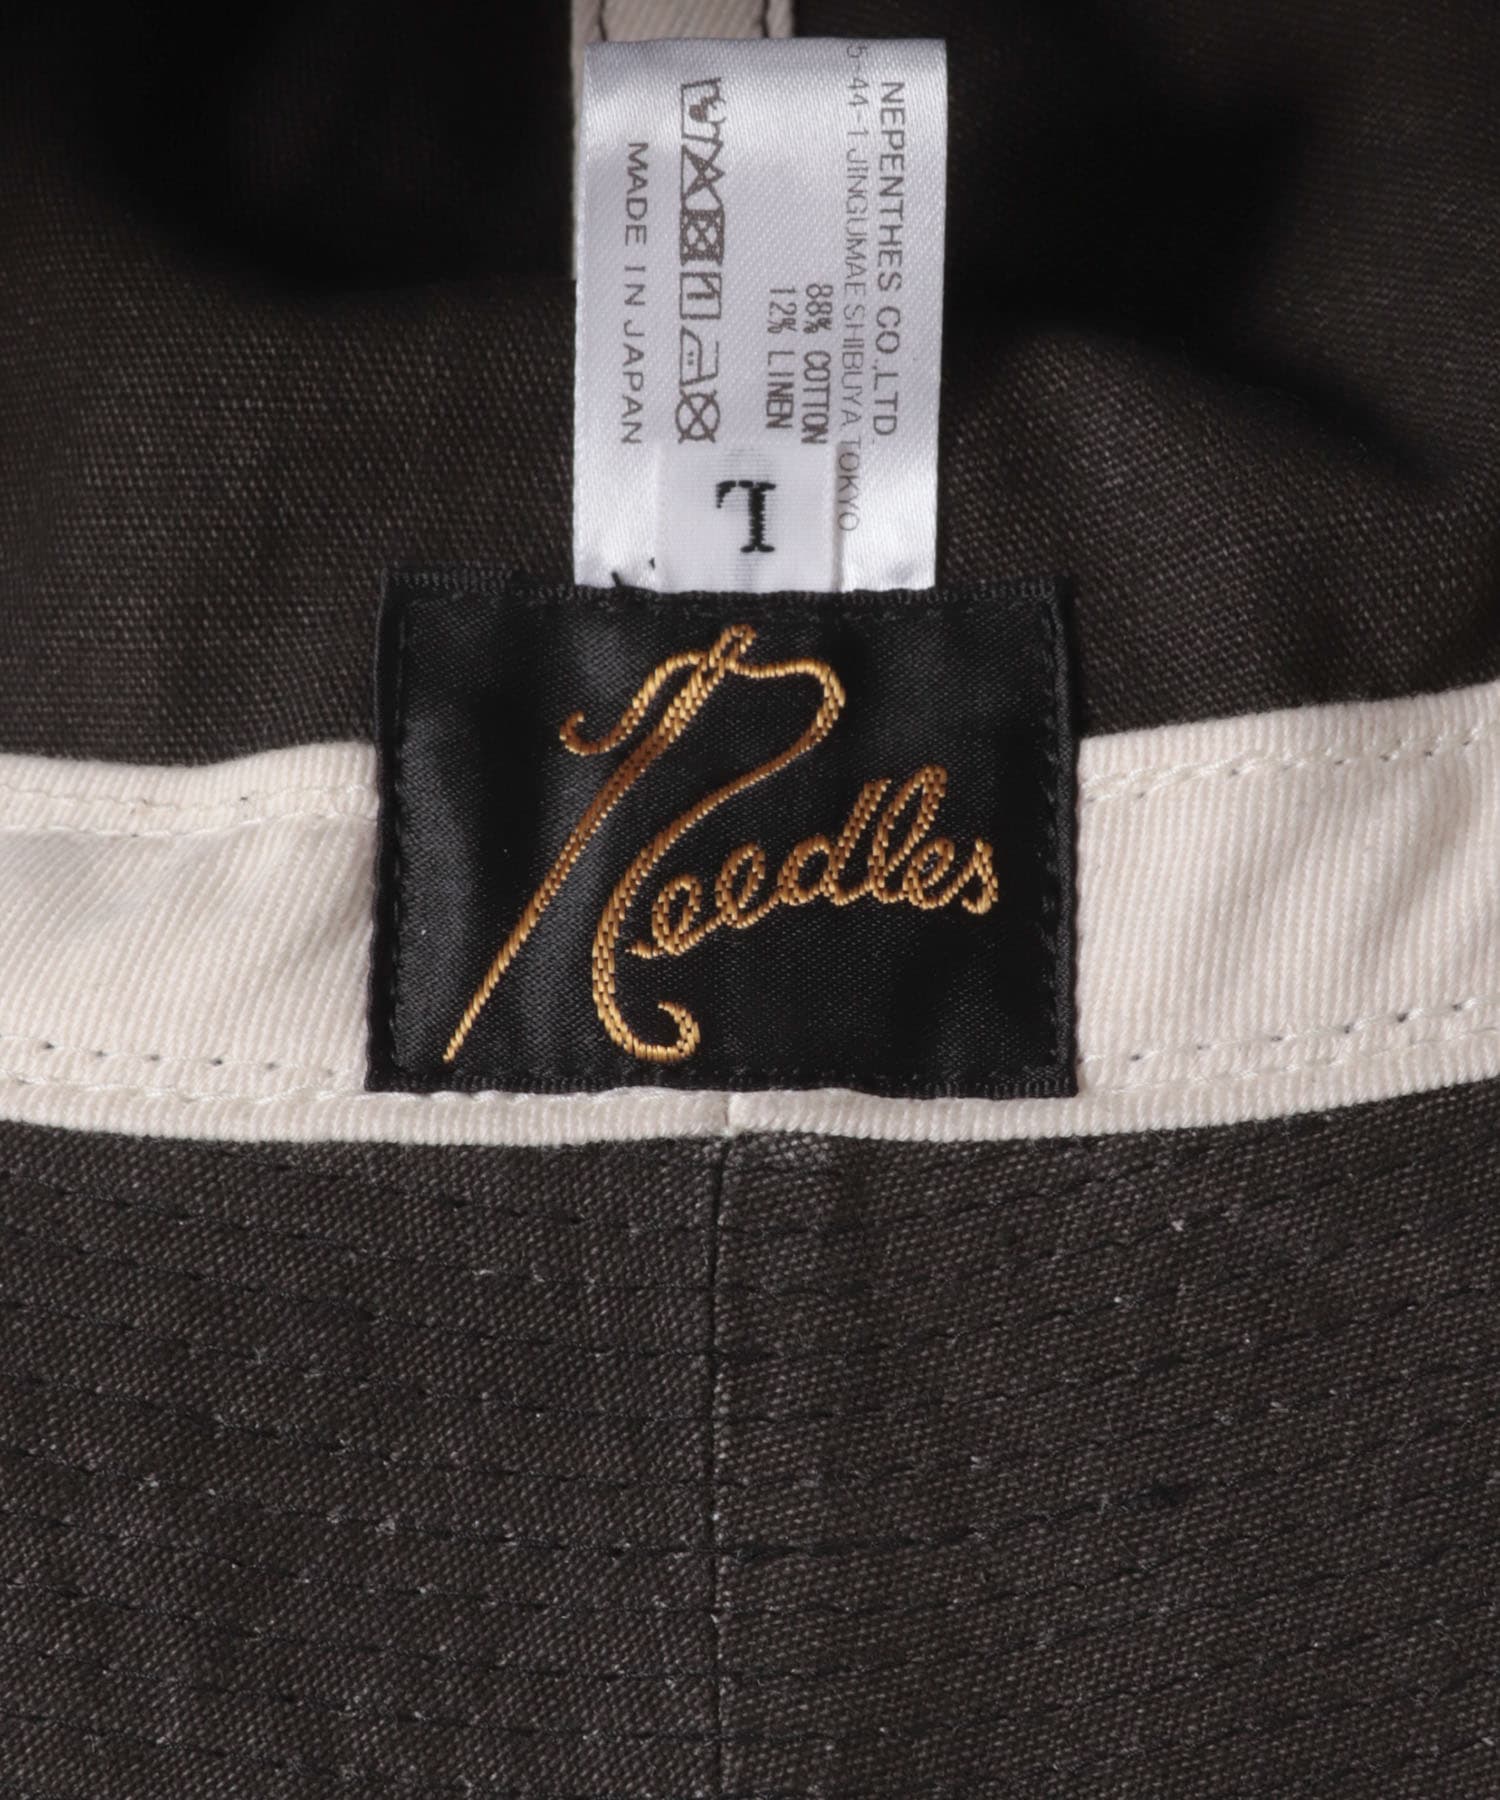 NEPENTHES CO.,LTD.
5-44-1 JINGUMAE SHIBUYA TOKYO
88% COTTON
12% LINEN
MADE IN JAPAN
L
Needles